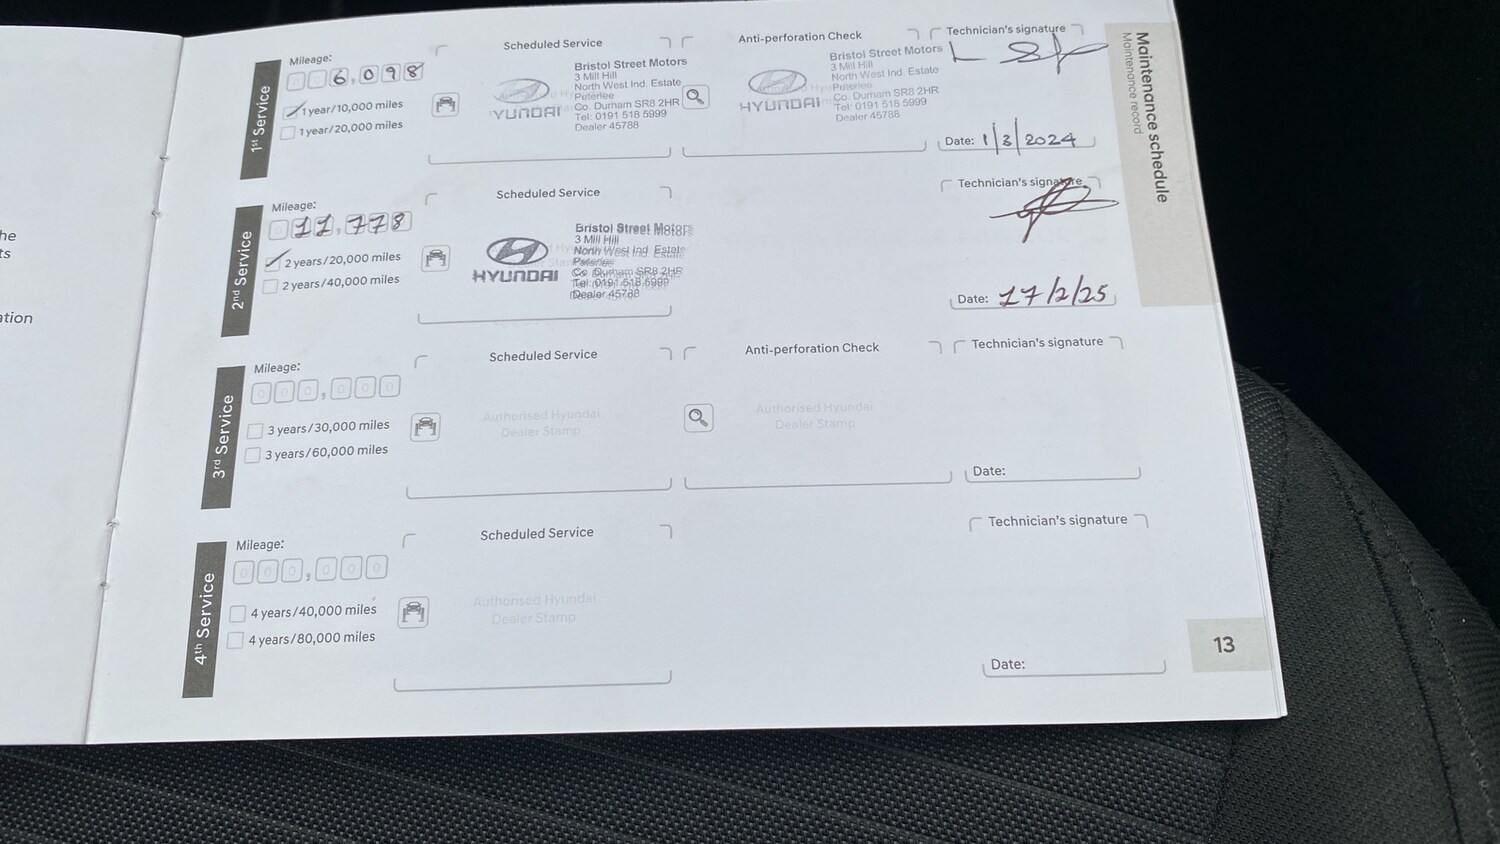 he
ts
ation
Maintenance schedule
Maintenance record
1st Service
Mileage:
006,098
1 year/10,000 miles
1 year/20,000 miles
Scheduled Service
HYUNDAI
Bristol Street Motors
3 Mill Hill
North West Ind. Estate
Peterlee
Co. Durham SR8 2HR
Tel: 0191 518 5999
Dealer 45788
Anti-perforation Check
HYUNDAI
Bristol Street Motors
3 Mill Hill
North West Ind. Estate
Peterlee
Co. Durham SR8 2HR
Tel: 0191 518 5999
Dealer 45788
Technician's signature
Date: 1/3/2024
2nd Service
Mileage:
011,778
2 years/20,000 miles
2 years/40,000 miles
Scheduled Service
HYUNDAI
Bristol Street Motors
3 Mill Hill
North West Ind. Estate
Peterlee
Co. Durham SR8 2HR
Tel: 0191 518 5999
Dealer 45788
Technician's signature
Date: 17/2/25
3rd Service
Mileage:
000,000
3 years/30,000 miles
3 years/60,000 miles
Scheduled Service
Authorised Hyundai
Dealer Stamp
Anti-perforation Check
Authorised Hyundai
Dealer Stamp
Technician's signature
Date:
4th Service
Mileage:
000,000
4 years/40,000 miles
4 years/80,000 miles
Scheduled Service
Authorised Hyundai
Dealer Stamp
Technician's signature
Date:
13